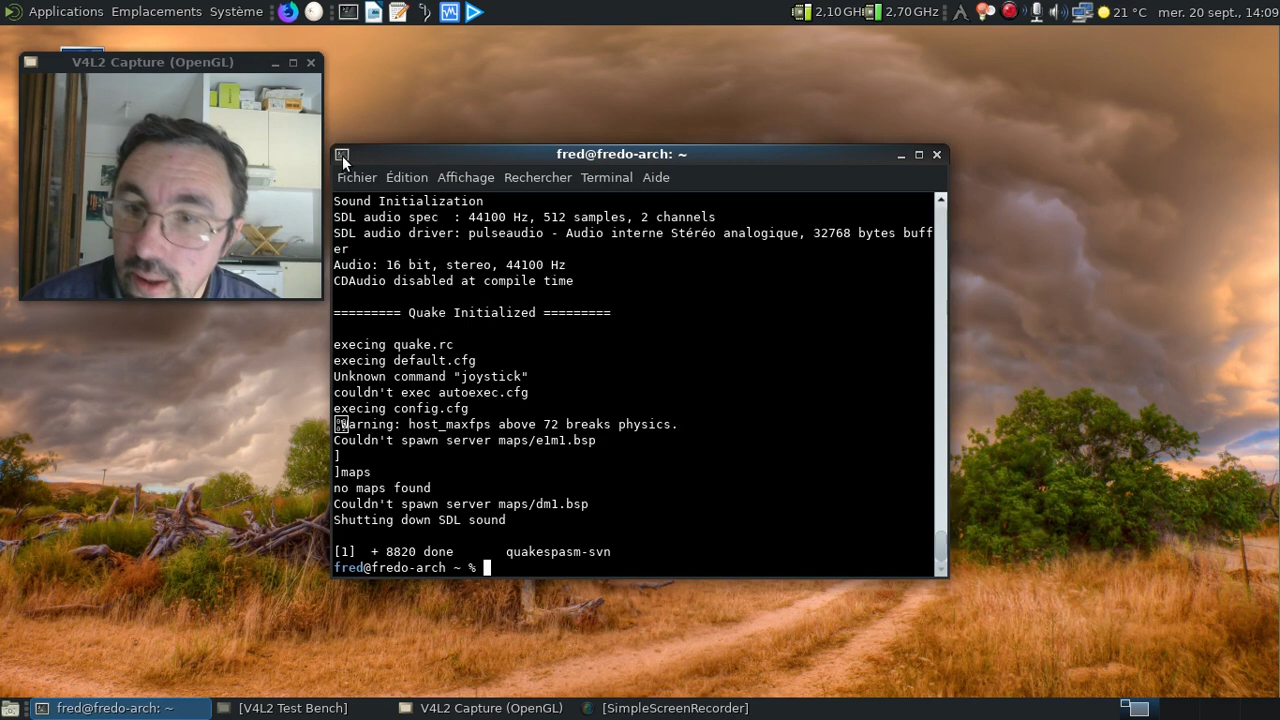 Applications Emplacements Système
2,10 GHz
2,70 GHz
21 °C
mer. 20 sept., 14:09
V4L2 Capture (OpenGL)
fred@fredo-arch: ~
Fichier Édition Affichage Rechercher Terminal Aide
Sound Initialization
SDL audio spec  : 44100 Hz, 512 samples, 2 channels
SDL audio driver: pulseaudio - Audio interne Stéréo analogique, 32768 bytes buff
er
Audio: 16 bit, stereo, 44100 Hz
CDAudio disabled at compile time
========= Quake Initialized =========
execing quake.rc
execing default.cfg
Unknown command "joystick"
couldn't exec autoexec.cfg
execing config.cfg
Warning: host_maxfps above 72 breaks physics.
Couldn't spawn server maps/e1m1.bsp
]
]maps
no maps found
Couldn't spawn server maps/dm1.bsp
Shutting down SDL sound
[1]  + 8820 done       quakespasm-svn
fred@fredo-arch ~ %
fred@fredo-arch: ~
[V4L2 Test Bench]
V4L2 Capture (OpenGL)
[SimpleScreenRecorder]